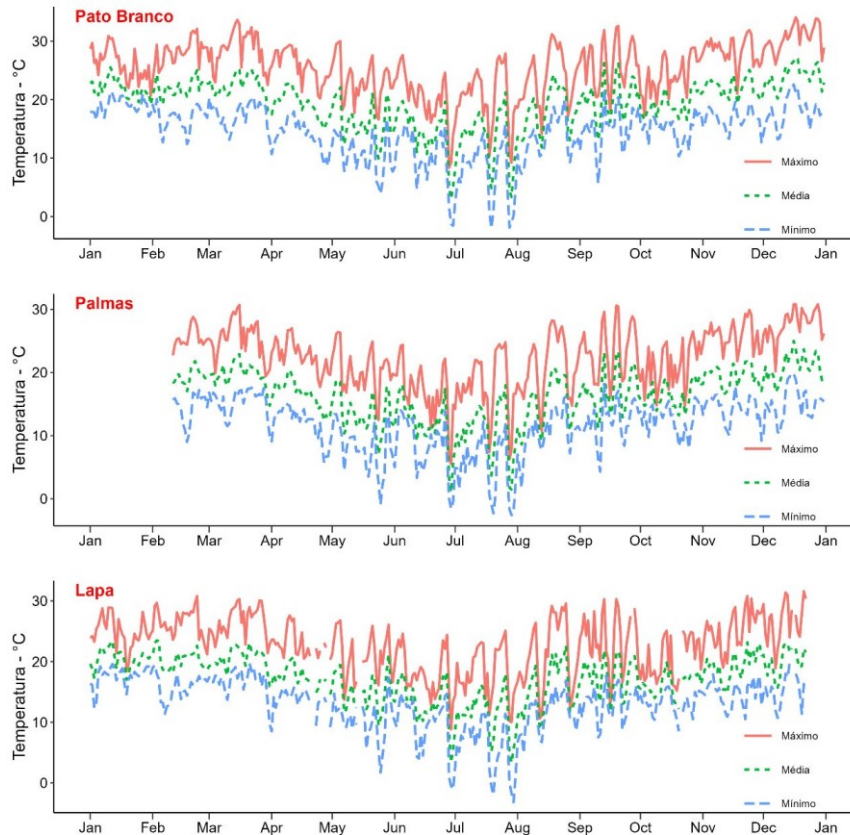 Pato Branco
Temperatura - °C
30
20
10
0
Máximo
Média
Mínimo
Jan Feb Mar Apr May Jun Jul Aug Sep Oct Nov Dec Jan
Palmas
Temperatura - °C
30
20
10
0
Máximo
Média
Mínimo
Jan Feb Mar Apr May Jun Jul Aug Sep Oct Nov Dec Jan
Lapa
Temperatura - °C
30
20
10
0
Máximo
Média
Mínimo
Jan Feb Mar Apr May Jun Jul Aug Sep Oct Nov Dec Jan